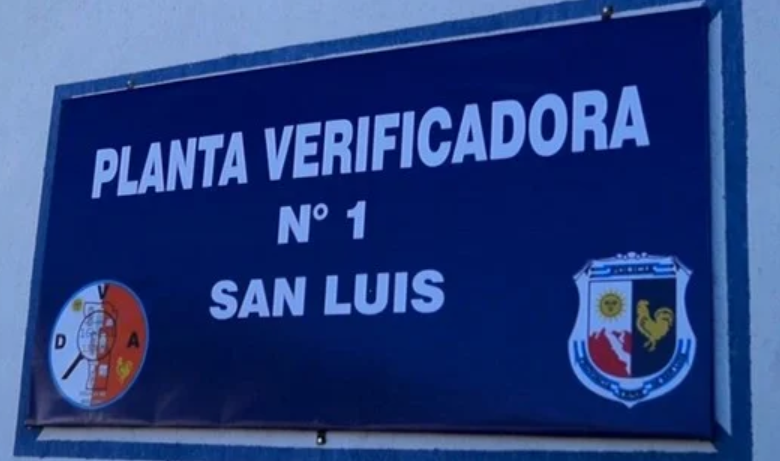 PLANTA VERIFICADORA
N° 1
SAN LUIS
V
D A